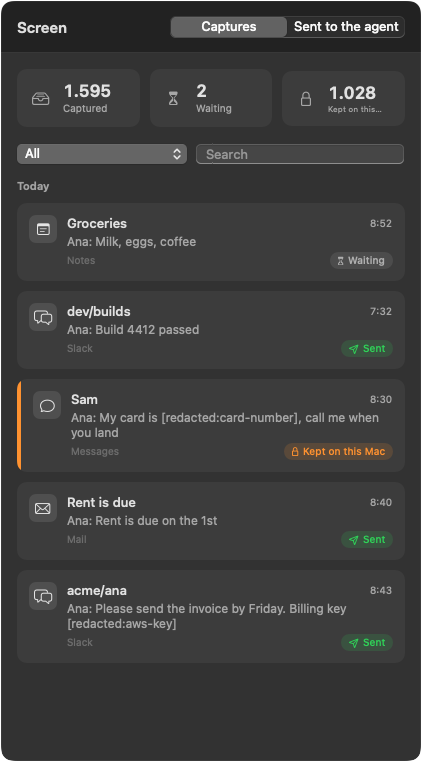 Screen
Captures
Sent to the agent
1.595
Captured
2
Waiting
1.028
Kept on this...
All
Search
Today
Groceries
8:52
Ana: Milk, eggs, coffee
Notes
Waiting
dev/builds
7:32
Ana: Build 4412 passed
Slack
Sent
Sam
8:30
Ana: My card is [redacted:card-number], call me when
you land
Messages
Kept on this Mac
Rent is due
8:40
Ana: Rent is due on the 1st
Mail
Sent
acme/ana
8:43
Ana: Please send the invoice by Friday. Billing key
[redacted:aws-key]
Slack
Sent